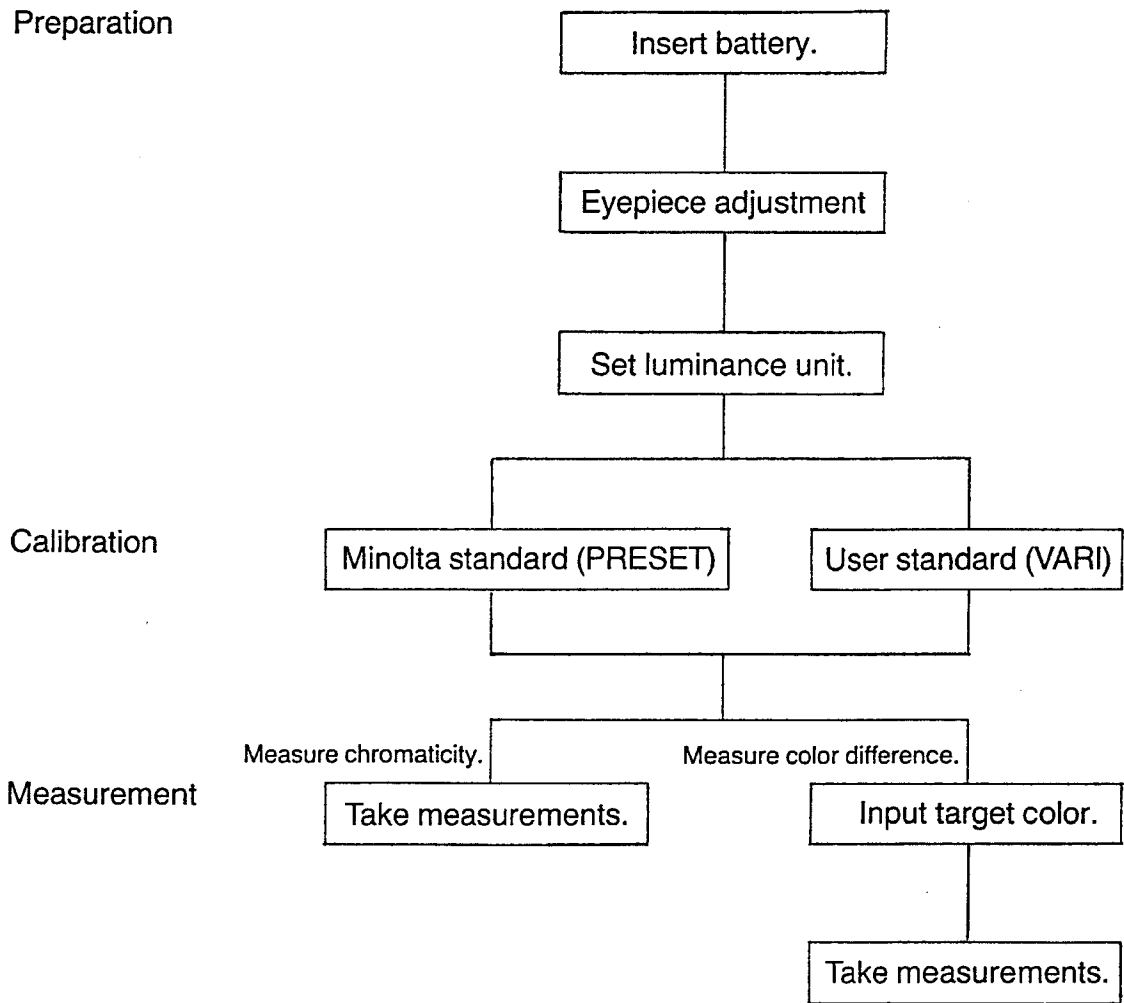 Preparation
Insert battery.
Eyepiece adjustment
Set luminance unit.
Calibration
Minolta standard (PRESET)
User standard (VARI)
Measure chromaticity.
Measure color difference.
Measurement
Take measurements.
Input target color.
Take measurements.